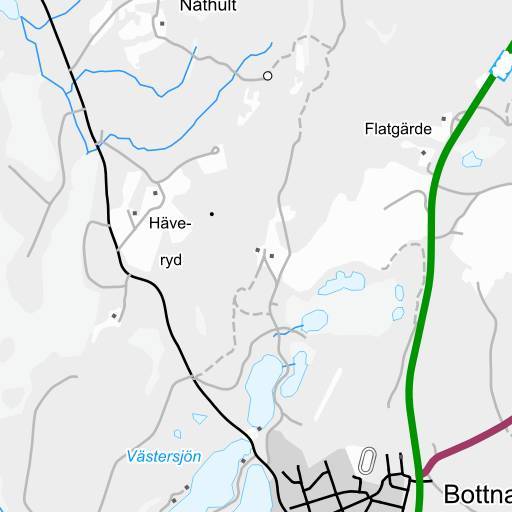 Nathult
Flatgärde
Häve-
ryd
Västersjön
Bottna